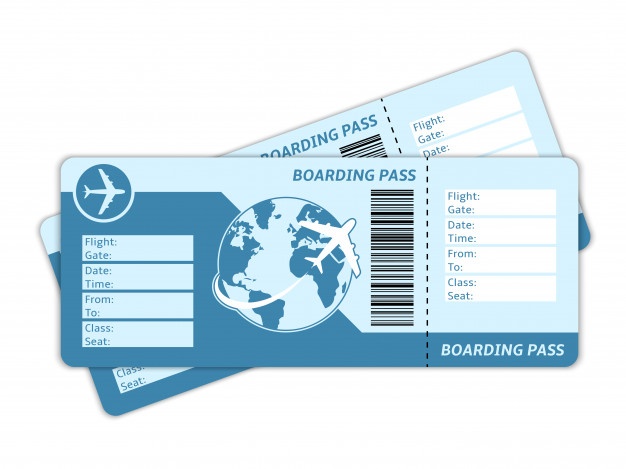 BOARDING PASS
Flight:
Gate:
Date:
BOARDING PASS
Flight:
Gate:
Date:
Time:
From:
To:
Class:
Seat:
Flight:
Gate:
Date:
Time:
From:
To:
Class:
Seat:
BOARDING PASS
Class:
Seat: